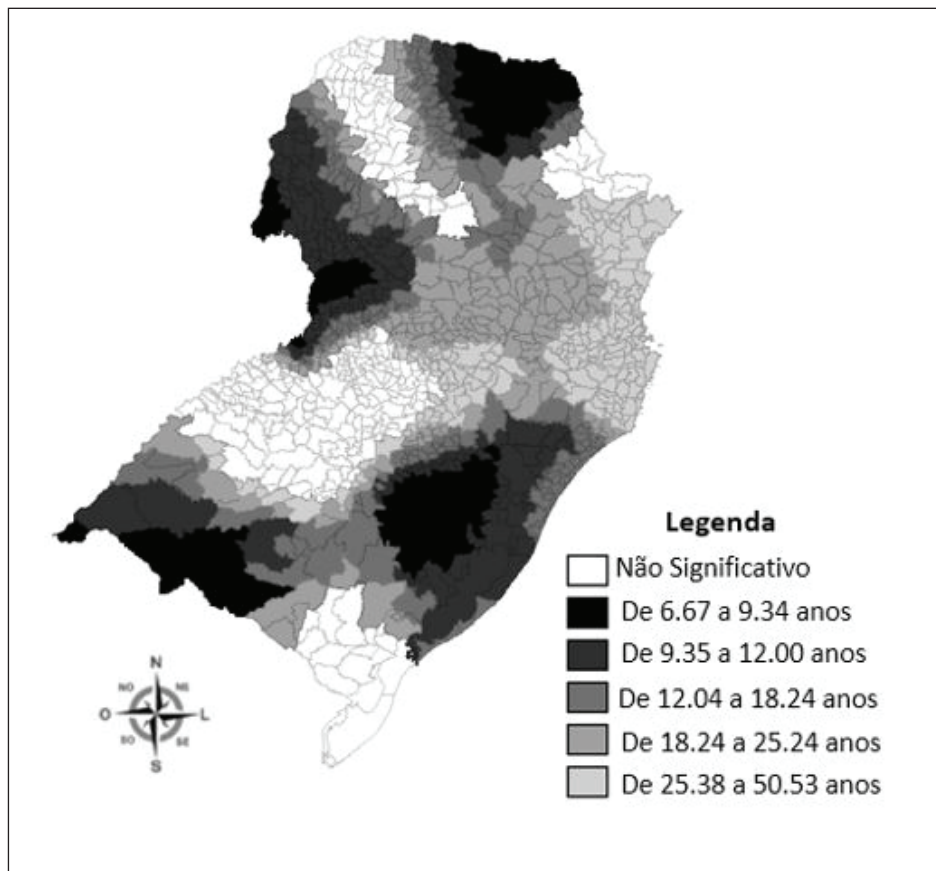 Legenda
Não Significativo
De 6.67 a 9.34 anos
De 9.35 a 12.00 anos
De 12.04 a 18.24 anos
De 18.24 a 25.24 anos
De 25.38 a 50.53 anos
N
NO NE
O L
SO SE
S